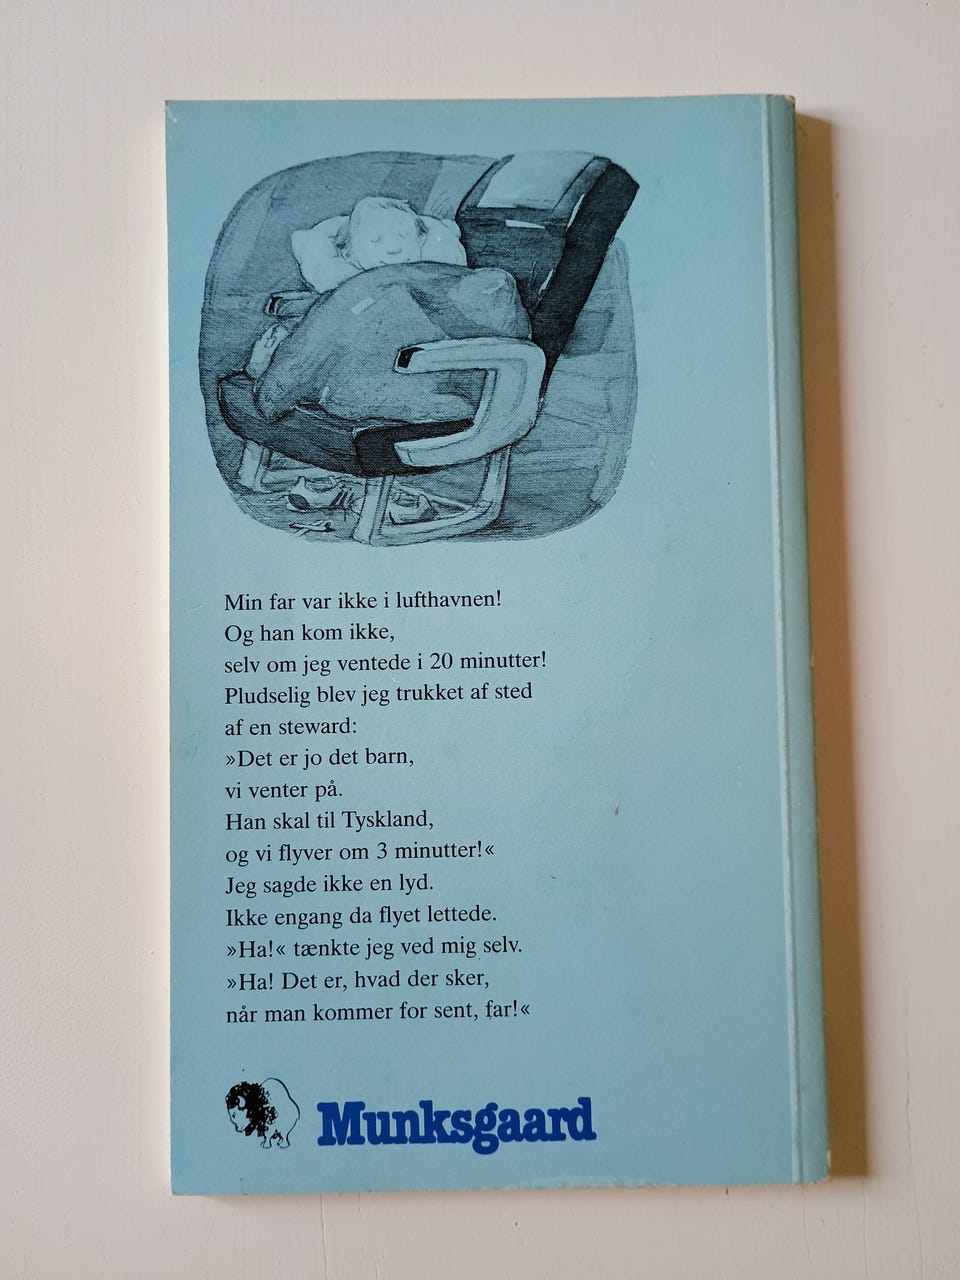 Min far var ikke i lufthavnen!
Og han kom ikke,
selv om jeg ventede i 20 minutter!
Pludselig blev jeg trukket af sted
af en steward:
»Det er jo det barn,
vi venter på.
Han skal til Tyskland,
og vi flyver om 3 minutter!«
Jeg sagde ikke en lyd.
Ikke engang da flyet lettede.
»Ha!« tænkte jeg ved mig selv.
»Ha! Det er, hvad der sker,
når man kommer for sent, far!«
Munksgaard